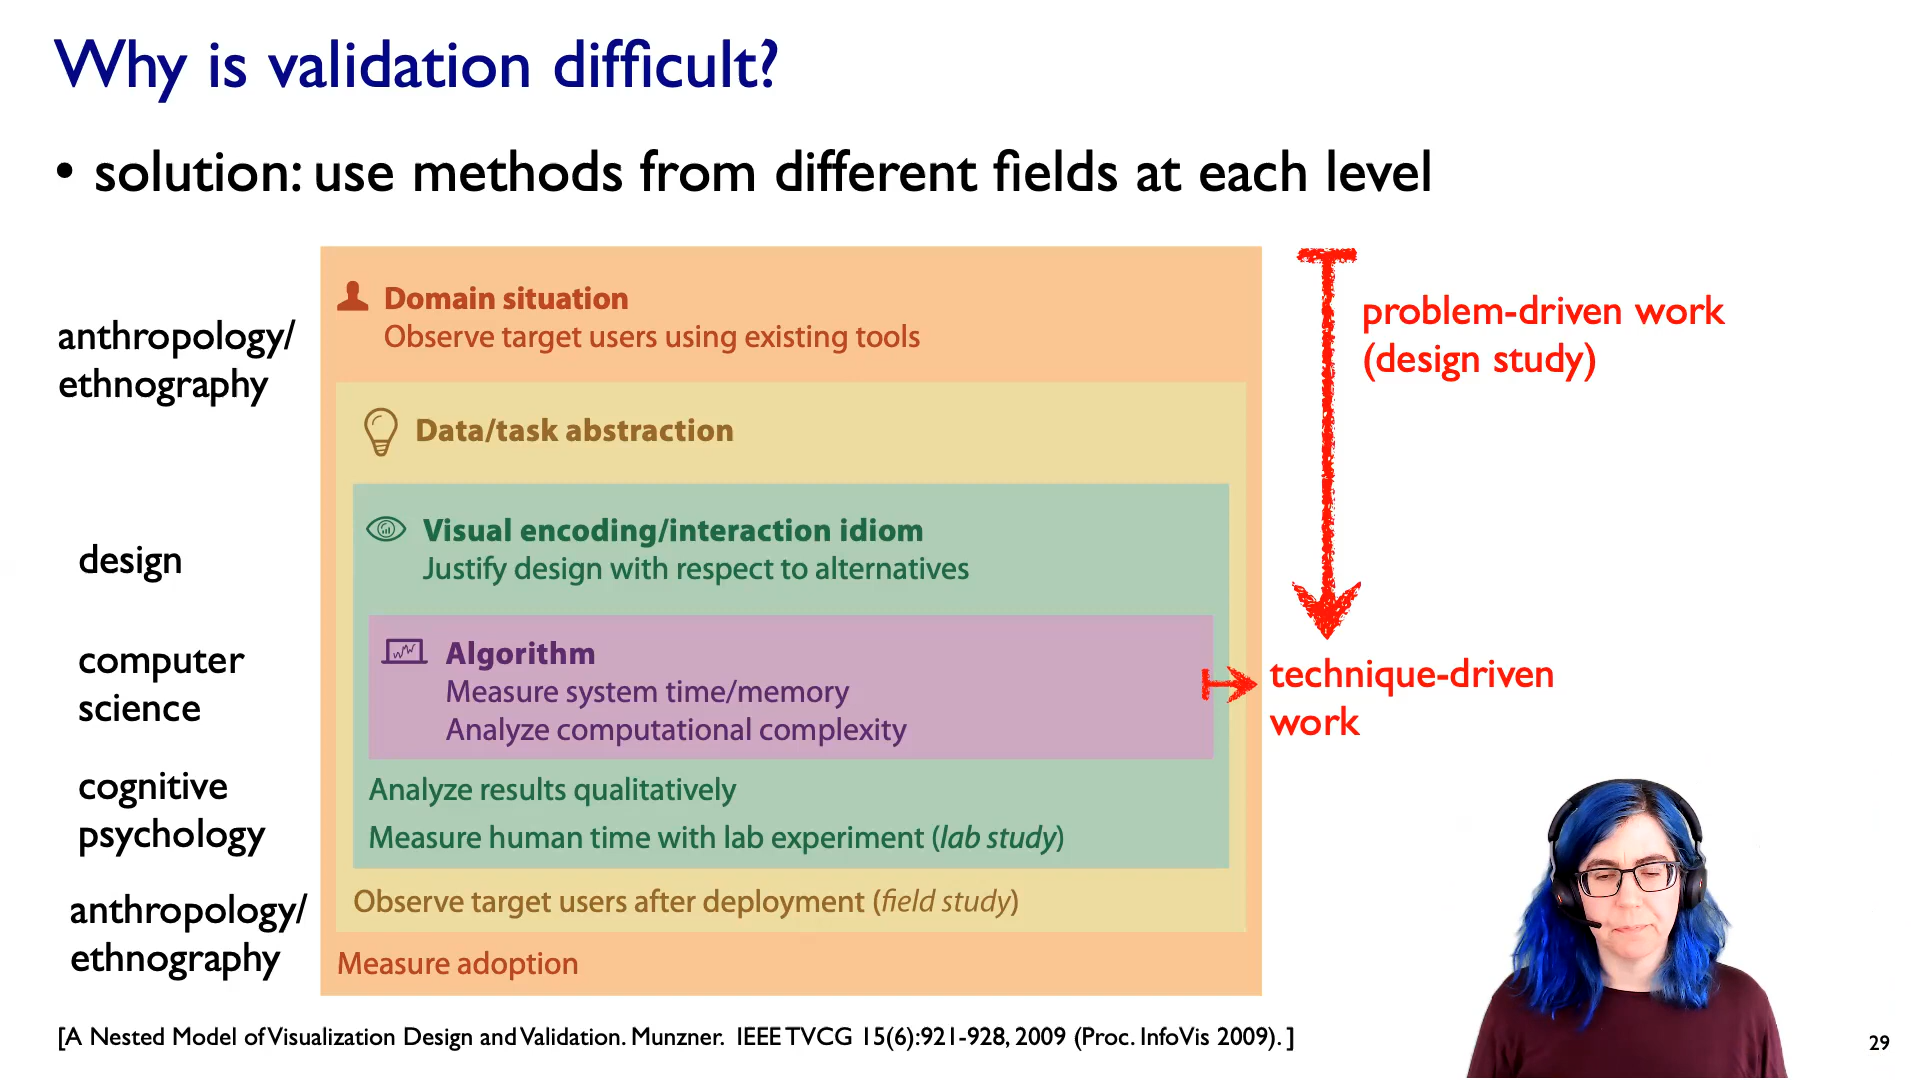 Why is validation difficult?
• solution: use methods from different fields at each level
anthropology/
ethnography
design
computer
science
cognitive
psychology
anthropology/
ethnography
Domain situation
Observe target users using existing tools
Data/task abstraction
Visual encoding/interaction idiom
Justify design with respect to alternatives
Algorithm
Measure system time/memory
Analyze computational complexity
Analyze results qualitatively
Measure human time with lab experiment (lab study)
Observe target users after deployment (field study)
Measure adoption
problem-driven work
(design study)
technique-driven
work
[A Nested Model of Visualization Design and Validation. Munzner. IEEE TVCG 15(6):921-928, 2009 (Proc. InfoVis 2009). ]
29